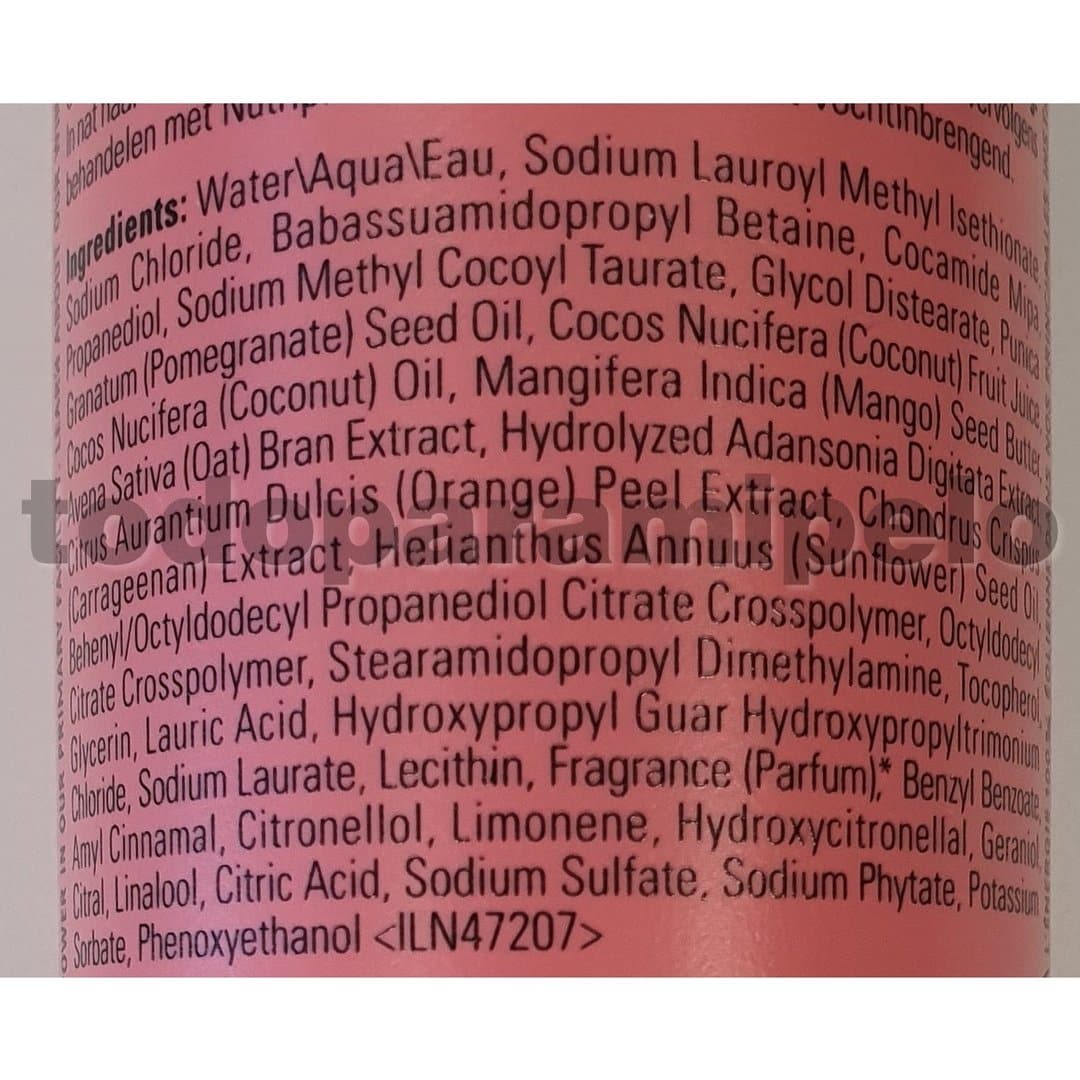 behandelen met
vochtinbrengend.
Ingredients: Water\Aqua\Eau, Sodium Lauroyl Methyl Isethionate,
Sodium Chloride, Babassuamidopropyl Betaine, Cocamide Mipa,
Propanediol, Sodium Methyl Cocoyl Taurate, Glycol Distearate, Punica
Granatum (Pomegranate) Seed Oil, Cocos Nucifera (Coconut) Fruit Juice,
Cocos Nucifera (Coconut) Oil, Mangifera Indica (Mango) Seed Butter,
Avena Sativa (Oat) Bran Extract, Hydrolyzed Adansonia Digitata Extract,
Citrus Aurantium Dulcis (Orange) Peel Extract, Chondrus Crispus
(Carrageenan) Extract, Helianthus Annuus (Sunflower) Seed Oil,
Behenyl/Octyldodecyl Propanediol Citrate Crosspolymer, Octyldodecyl
Citrate Crosspolymer, Stearamidopropyl Dimethylamine, Tocopherol,
Glycerin, Lauric Acid, Hydroxypropyl Guar Hydroxypropyltrimonium
Chloride, Sodium Laurate, Lecithin, Fragrance (Parfum),* Benzyl Benzoate,
Amyl Cinnamal, Citronellol, Limonene, Hydroxycitronellal, Geraniol,
Citral, Linalool, Citric Acid, Sodium Sulfate, Sodium Phytate, Potassium
Sorbate, Phenoxyethanol <ILN47207>
todoparamipelo